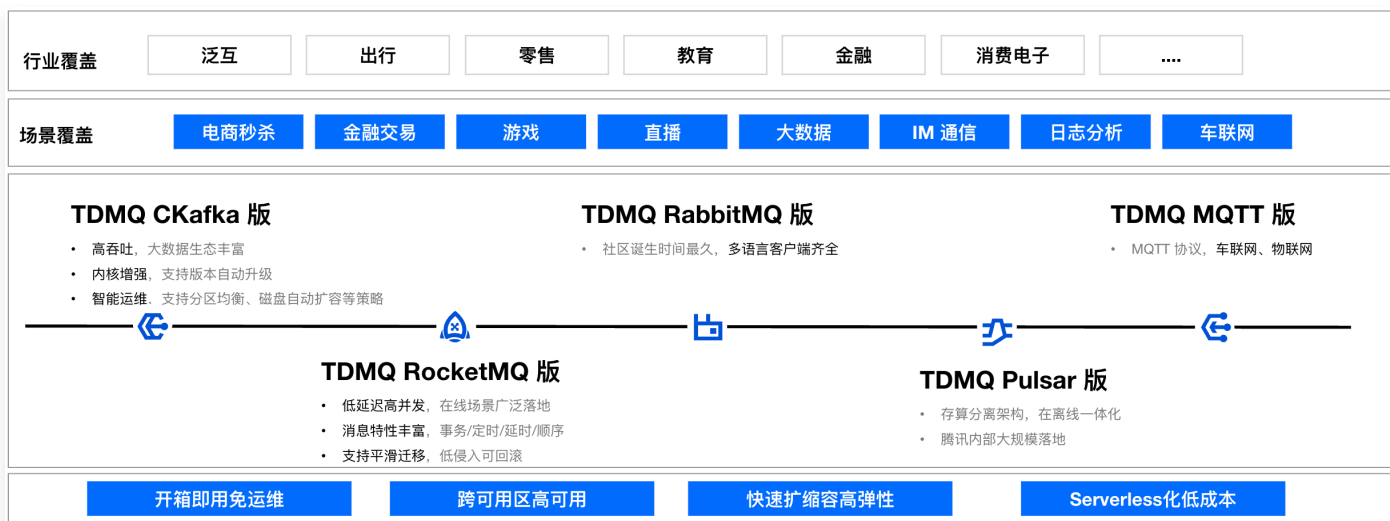 行业覆盖
泛互
出行
零售
教育
金融
消费电子
....
场景覆盖
电商秒杀
金融交易
游戏
直播
大数据
IM 通信
日志分析
车联网
TDMQ CKafka 版
• 高吞吐，大数据生态丰富
• 内核增强，支持版本自动升级
• 智能运维．支持分区均衡、磁盘自动扩容等策略
TDMQ RabbitMQ 版
• 社区诞生时间最久，多语言客户端齐全
TDMQ MQTT 版
• MQTT 协议，车联网、物联网
TDMQ RocketMQ 版
• 低延迟高并发，在线场景广泛落地
• 消息特性丰富，事务/定时/延时/顺序
• 支持平滑迁移，低侵入可回滚
TDMQ Pulsar 版
• 存算分离架构，在离线一体化
• 腾讯内部大规模落地
开箱即用免运维
跨可用区高可用
快速扩缩容高弹性
Serverless化低成本